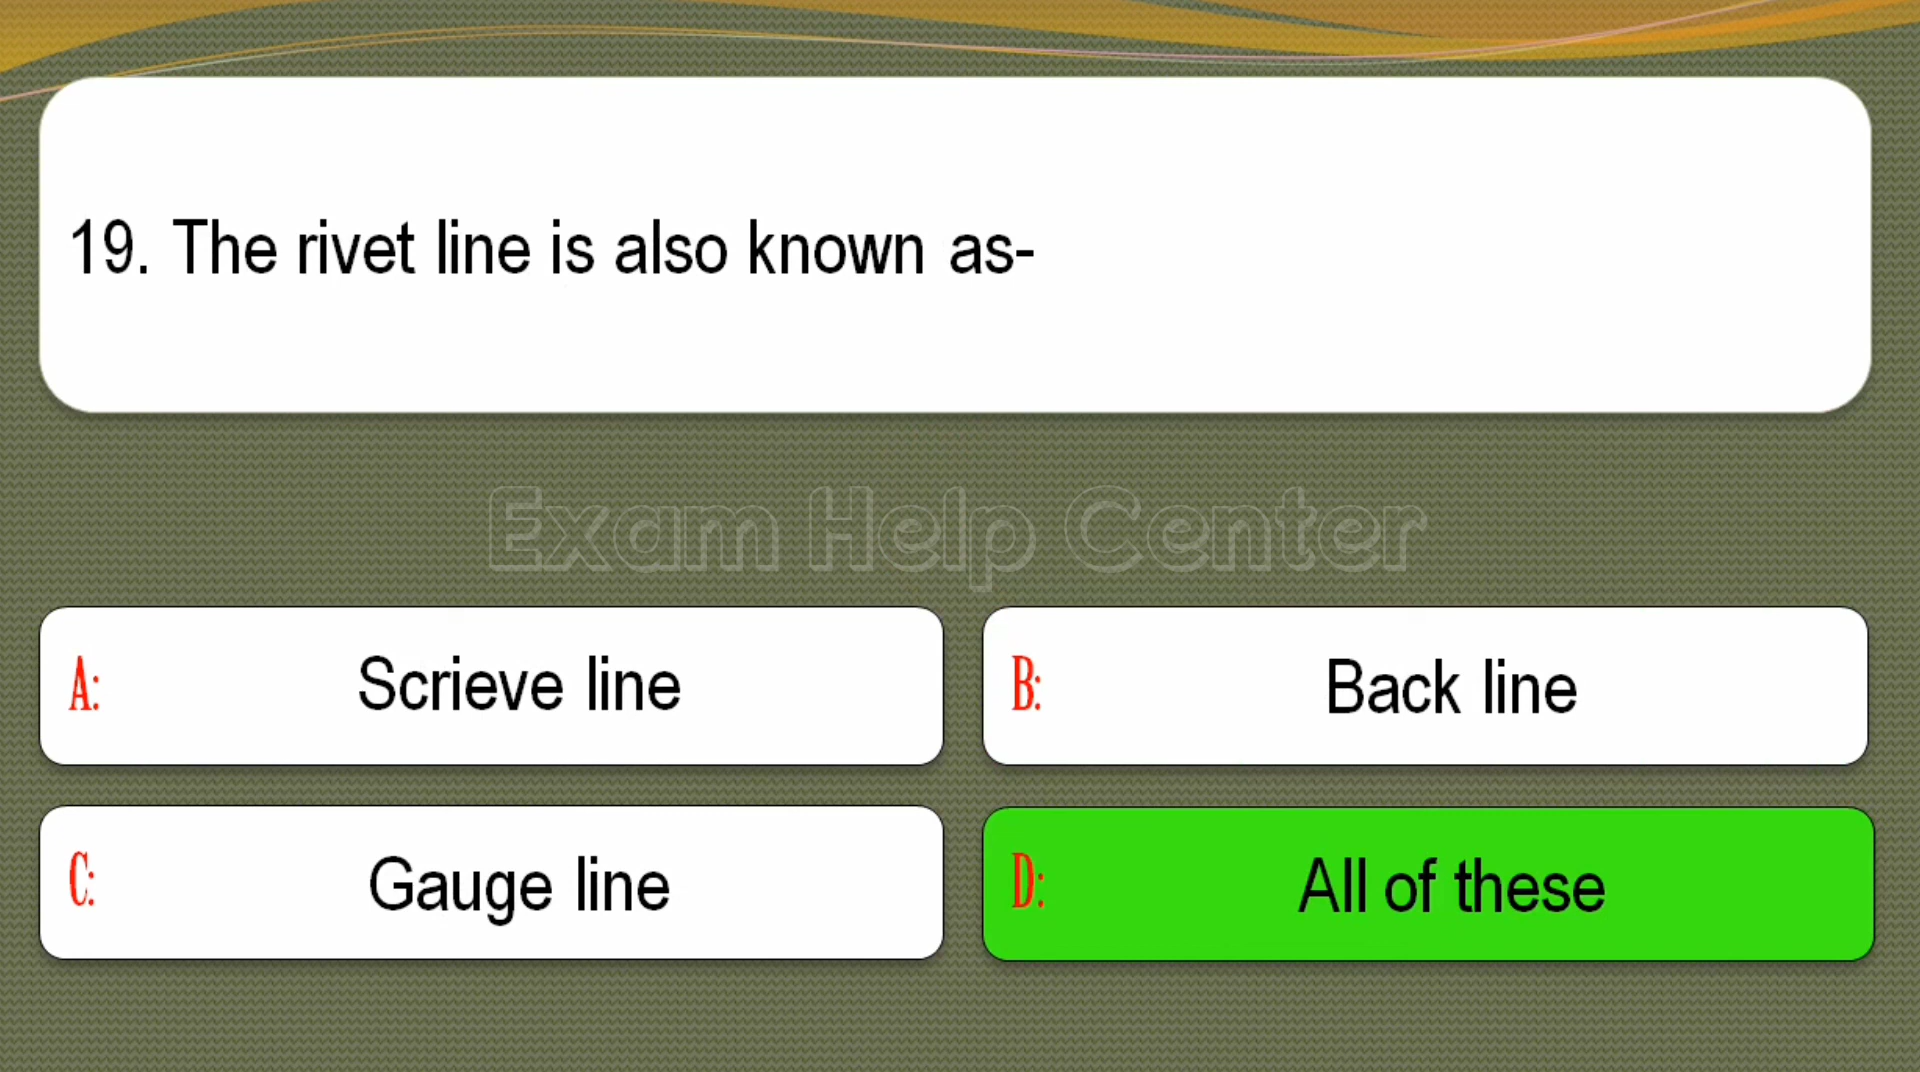 19. The rivet line is also known as-
Exam Help Center
A: Scrieve line
B: Back line
C: Gauge line
D: All of these